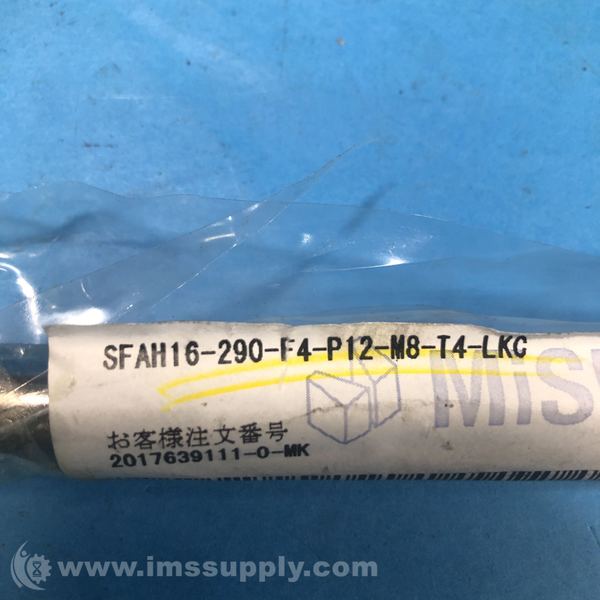 SFAH16-290-F4-P12-M8-T4-LKC
MiS
お客様注文番号
2017639111-O-MK
www.imssupply.com